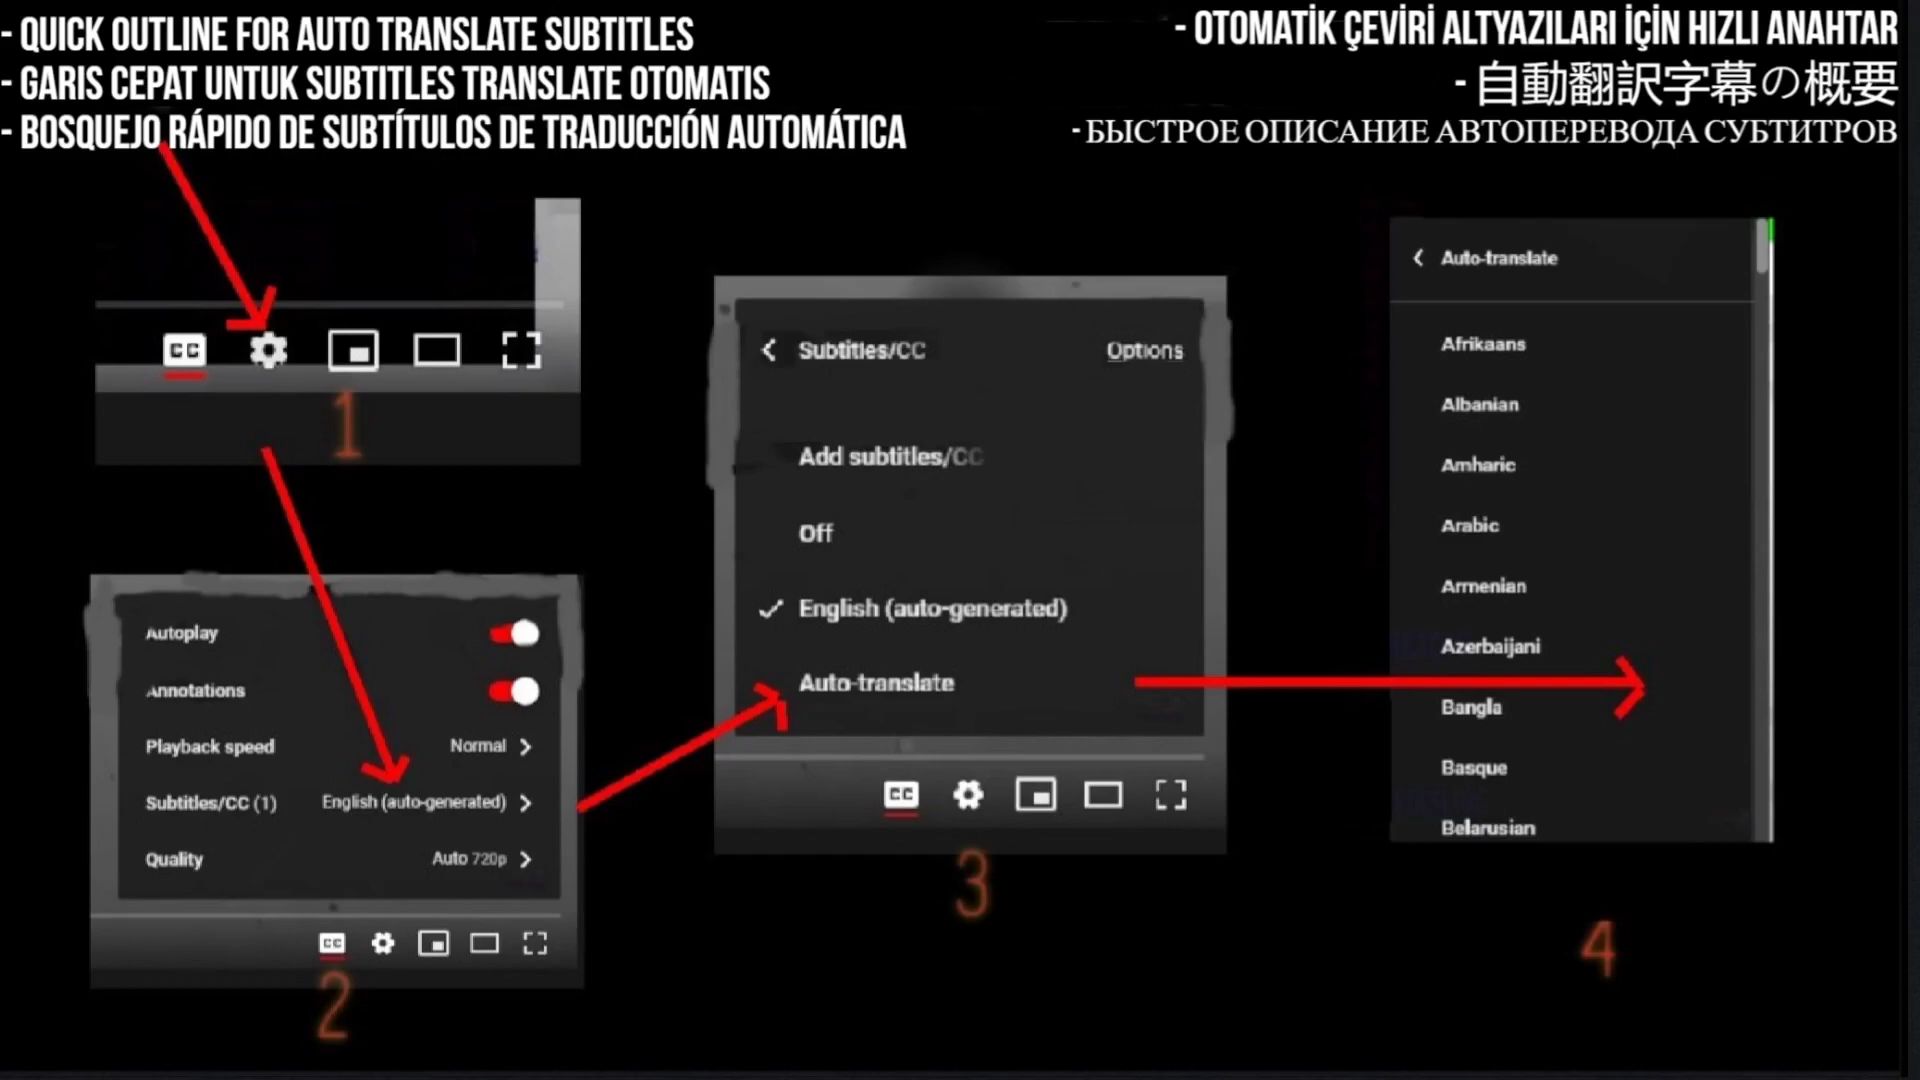 - QUICK OUTLINE FOR AUTO TRANSLATE SUBTITLES
- GARIS CEPAT UNTUK SUBTITLES TRANSLATE OTOMATIS
- BOSQUEJO RÁPIDO DE SUBTÍTULOS DE TRADUCCIÓN AUTOMÁTICA
- OTOMATİK ÇEVİRİ ALTYAZILARI İÇİN HIZLI ANAHTAR
- 自動翻訳字幕の概要
- БЫСТРОЕ ОПИСАНИЕ АВТОПЕРЕВОДА СУБТИТРОВ
CC
1
Autoplay
Annotations
Playback speed Normal
Subtitles/CC (1) English (auto-generated)
Quality Auto 720p
CC
2
Subtitles/CC Options
Add subtitles/CC
Off
English (auto-generated)
Auto-translate
CC
3
Auto-translate
Afrikaans
Albanian
Amharic
Arabic
Armenian
Azerbaijani
Bangla
Basque
Belarusian
4